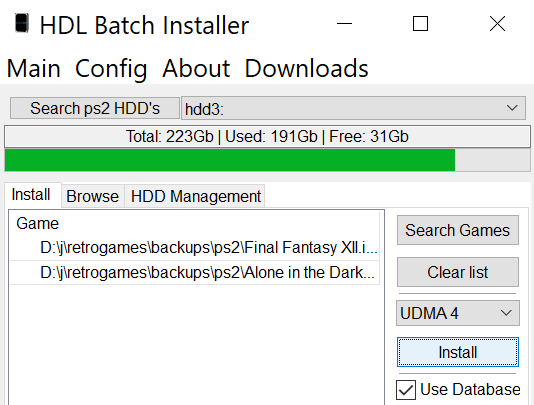 HDL Batch Installer
Main Config About Downloads
Search ps2 HDD's hdd3:
Total: 223Gb | Used: 191Gb | Free: 31Gb
Install Browse HDD Management
Game
D:\j\retrogames\backups\ps2\Final Fantasy XII.i...
D:\j\retrogames\backups\ps2\Alone in the Dark...
Search Games
Clear list
UDMA 4
Install
Use Database